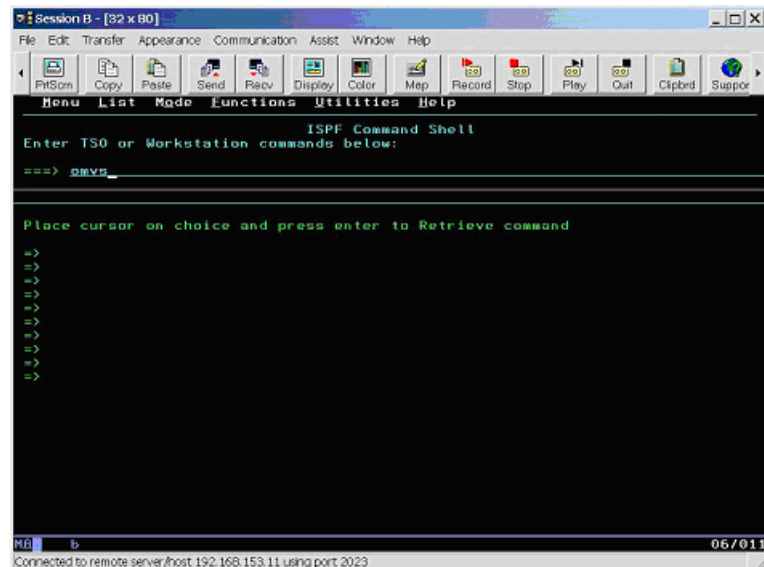 Session B - [32 x 80]
File Edit Transfer Appearance Communication Assist Window Help
PrtScrn Copy Paste Send Recv Display Color Map Record Stop Play Quit Clipbrd Suppor
Menu List Mode Functions Utilities Help
ISPF Command Shell
Enter TSO or Workstation commands below:
===> omvs_
Place cursor on choice and press enter to Retrieve command
=>
=>
=>
=>
=>
=>
=>
=>
=>
=>
MA b 06/011
Connected to remote server/host 192.168.153.11 using port 2023